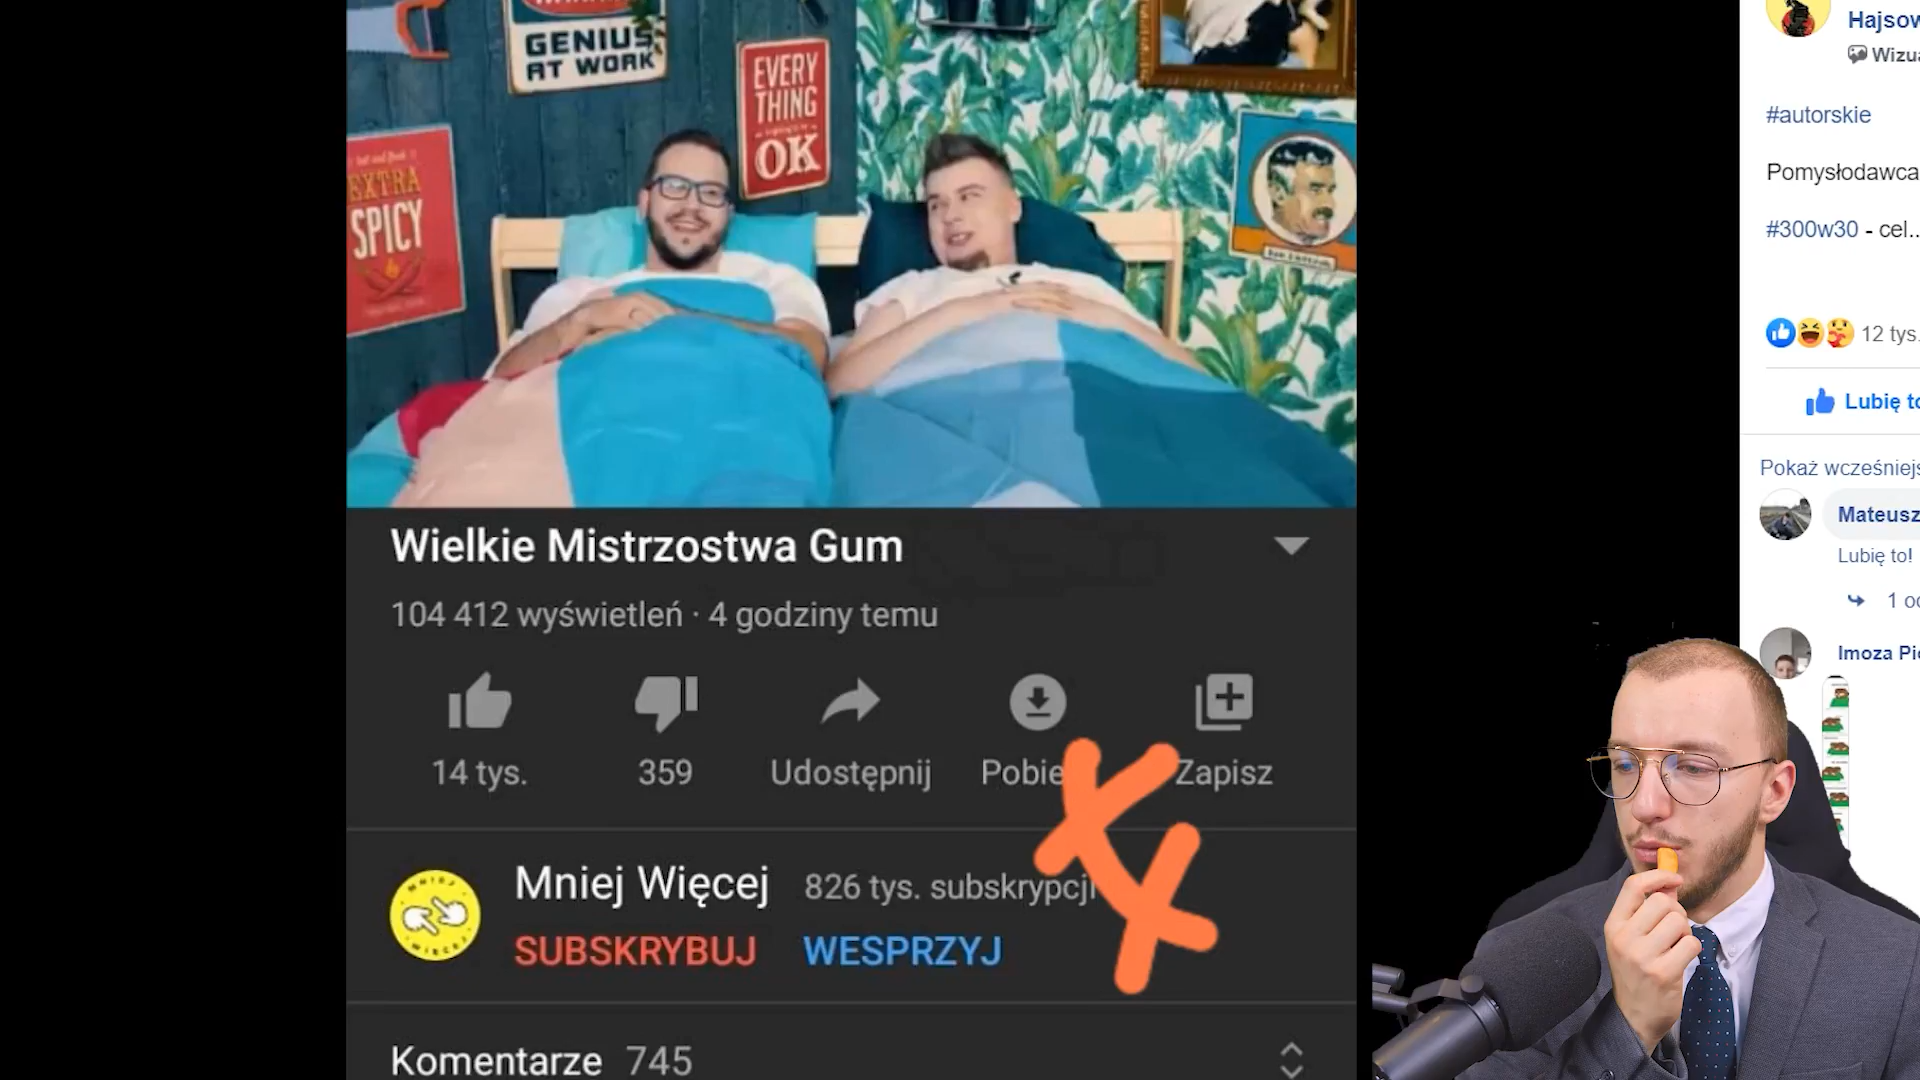 GENIUS
AT WORK
EVERY
THING
OK
EXTRA
SPICY
Wielkie Mistrzostwa Gum
104 412 wyświetleń · 4 godziny temu
14 tys.
359
Udostępnij
Pobie
Zapisz
Mniej Więcej
826 tys. subskrypcji
SUBSKRYBUJ
WESPRZYJ
Komentarze 745
Hajsow
Wizua
#autorskie
Pomysłodawca
#300w30 - cel..
12 tys.
Lubię to
Pokaż wcześniejs
Mateusz
Lubię to!
1 od
Imoza Pi